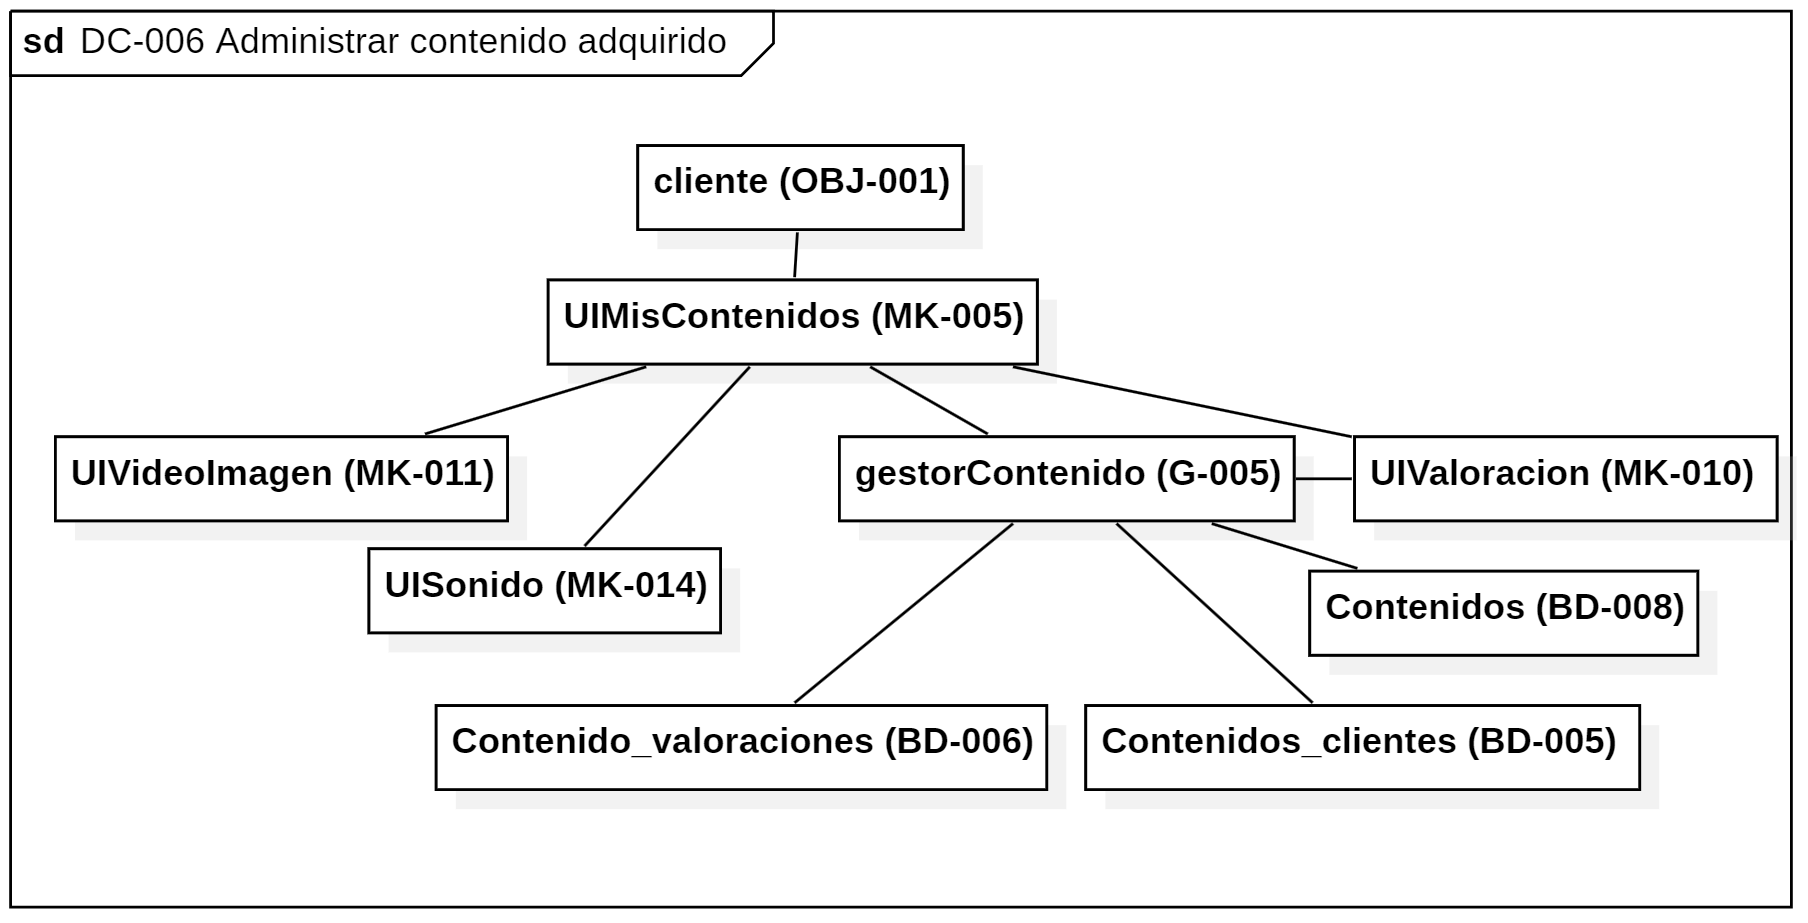 sd DC-006 Administrar contenido adquirido
cliente (OBJ-001)
UIMisContenidos (MK-005)
UIVideoImagen (MK-011)
gestorContenido (G-005)
UIValoracion (MK-010)
UISonido (MK-014)
Contenidos (BD-008)
Contenido_valoraciones (BD-006)
Contenidos_clientes (BD-005)